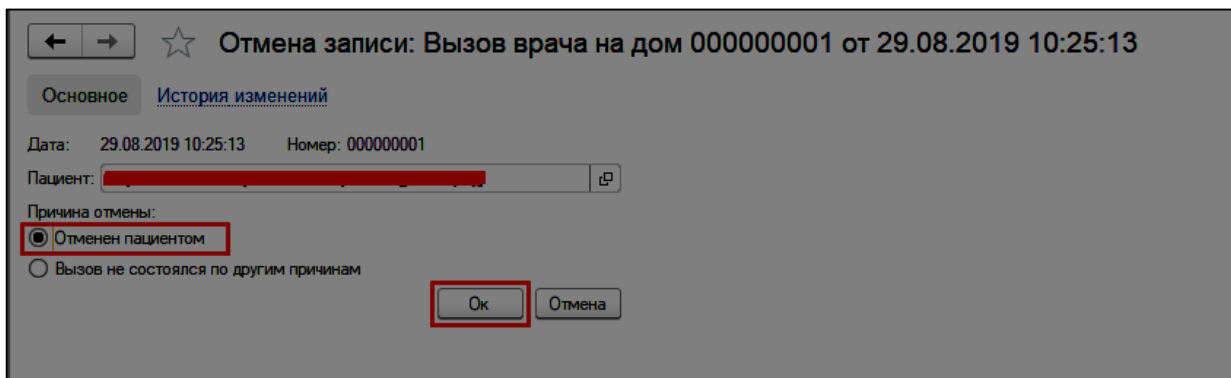 Отмена записи: Вызов врача на дом 000000001 от 29.08.2019 10:25:13
Основное История изменений
Дата: 29.08.2019 10:25:13 Номер: 000000001
Пациент:
Причина отмены:
Отменен пациентом
Вызов не состоялся по другим причинам
Ок Отмена